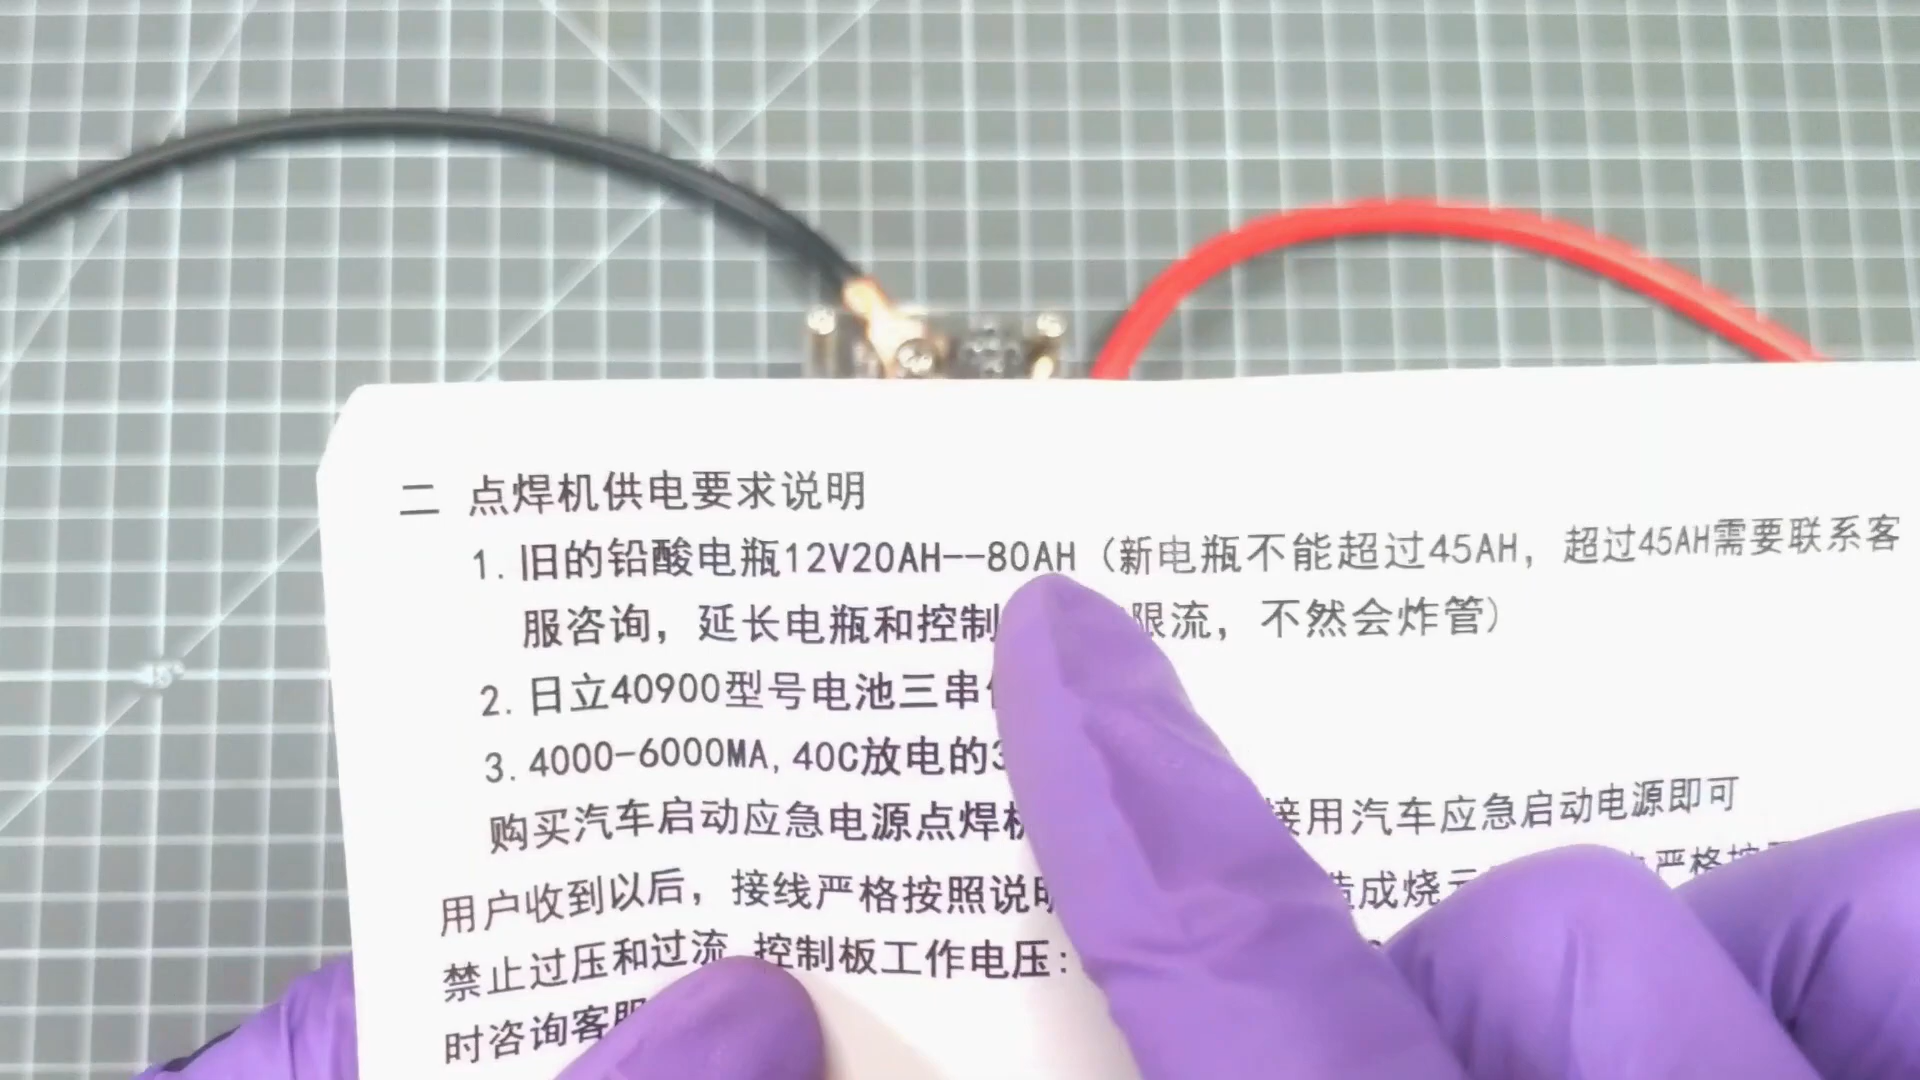 二 点焊机供电要求说明
1. 旧的铅酸电瓶12V20AH--80AH (新电瓶不能超过45AH, 超过45AH需要联系客
服咨询, 延长电瓶和控制 限流, 不然会炸管)
2. 日立40900型号电池三串
3. 4000-6000MA, 40C放电的
购买汽车启动应急电源点焊机 接用汽车应急启动电源即可
用户收到以后, 接线严格按照说明 造成烧 严格按
禁止过压和过流 控制板工作电压:
时咨询客服